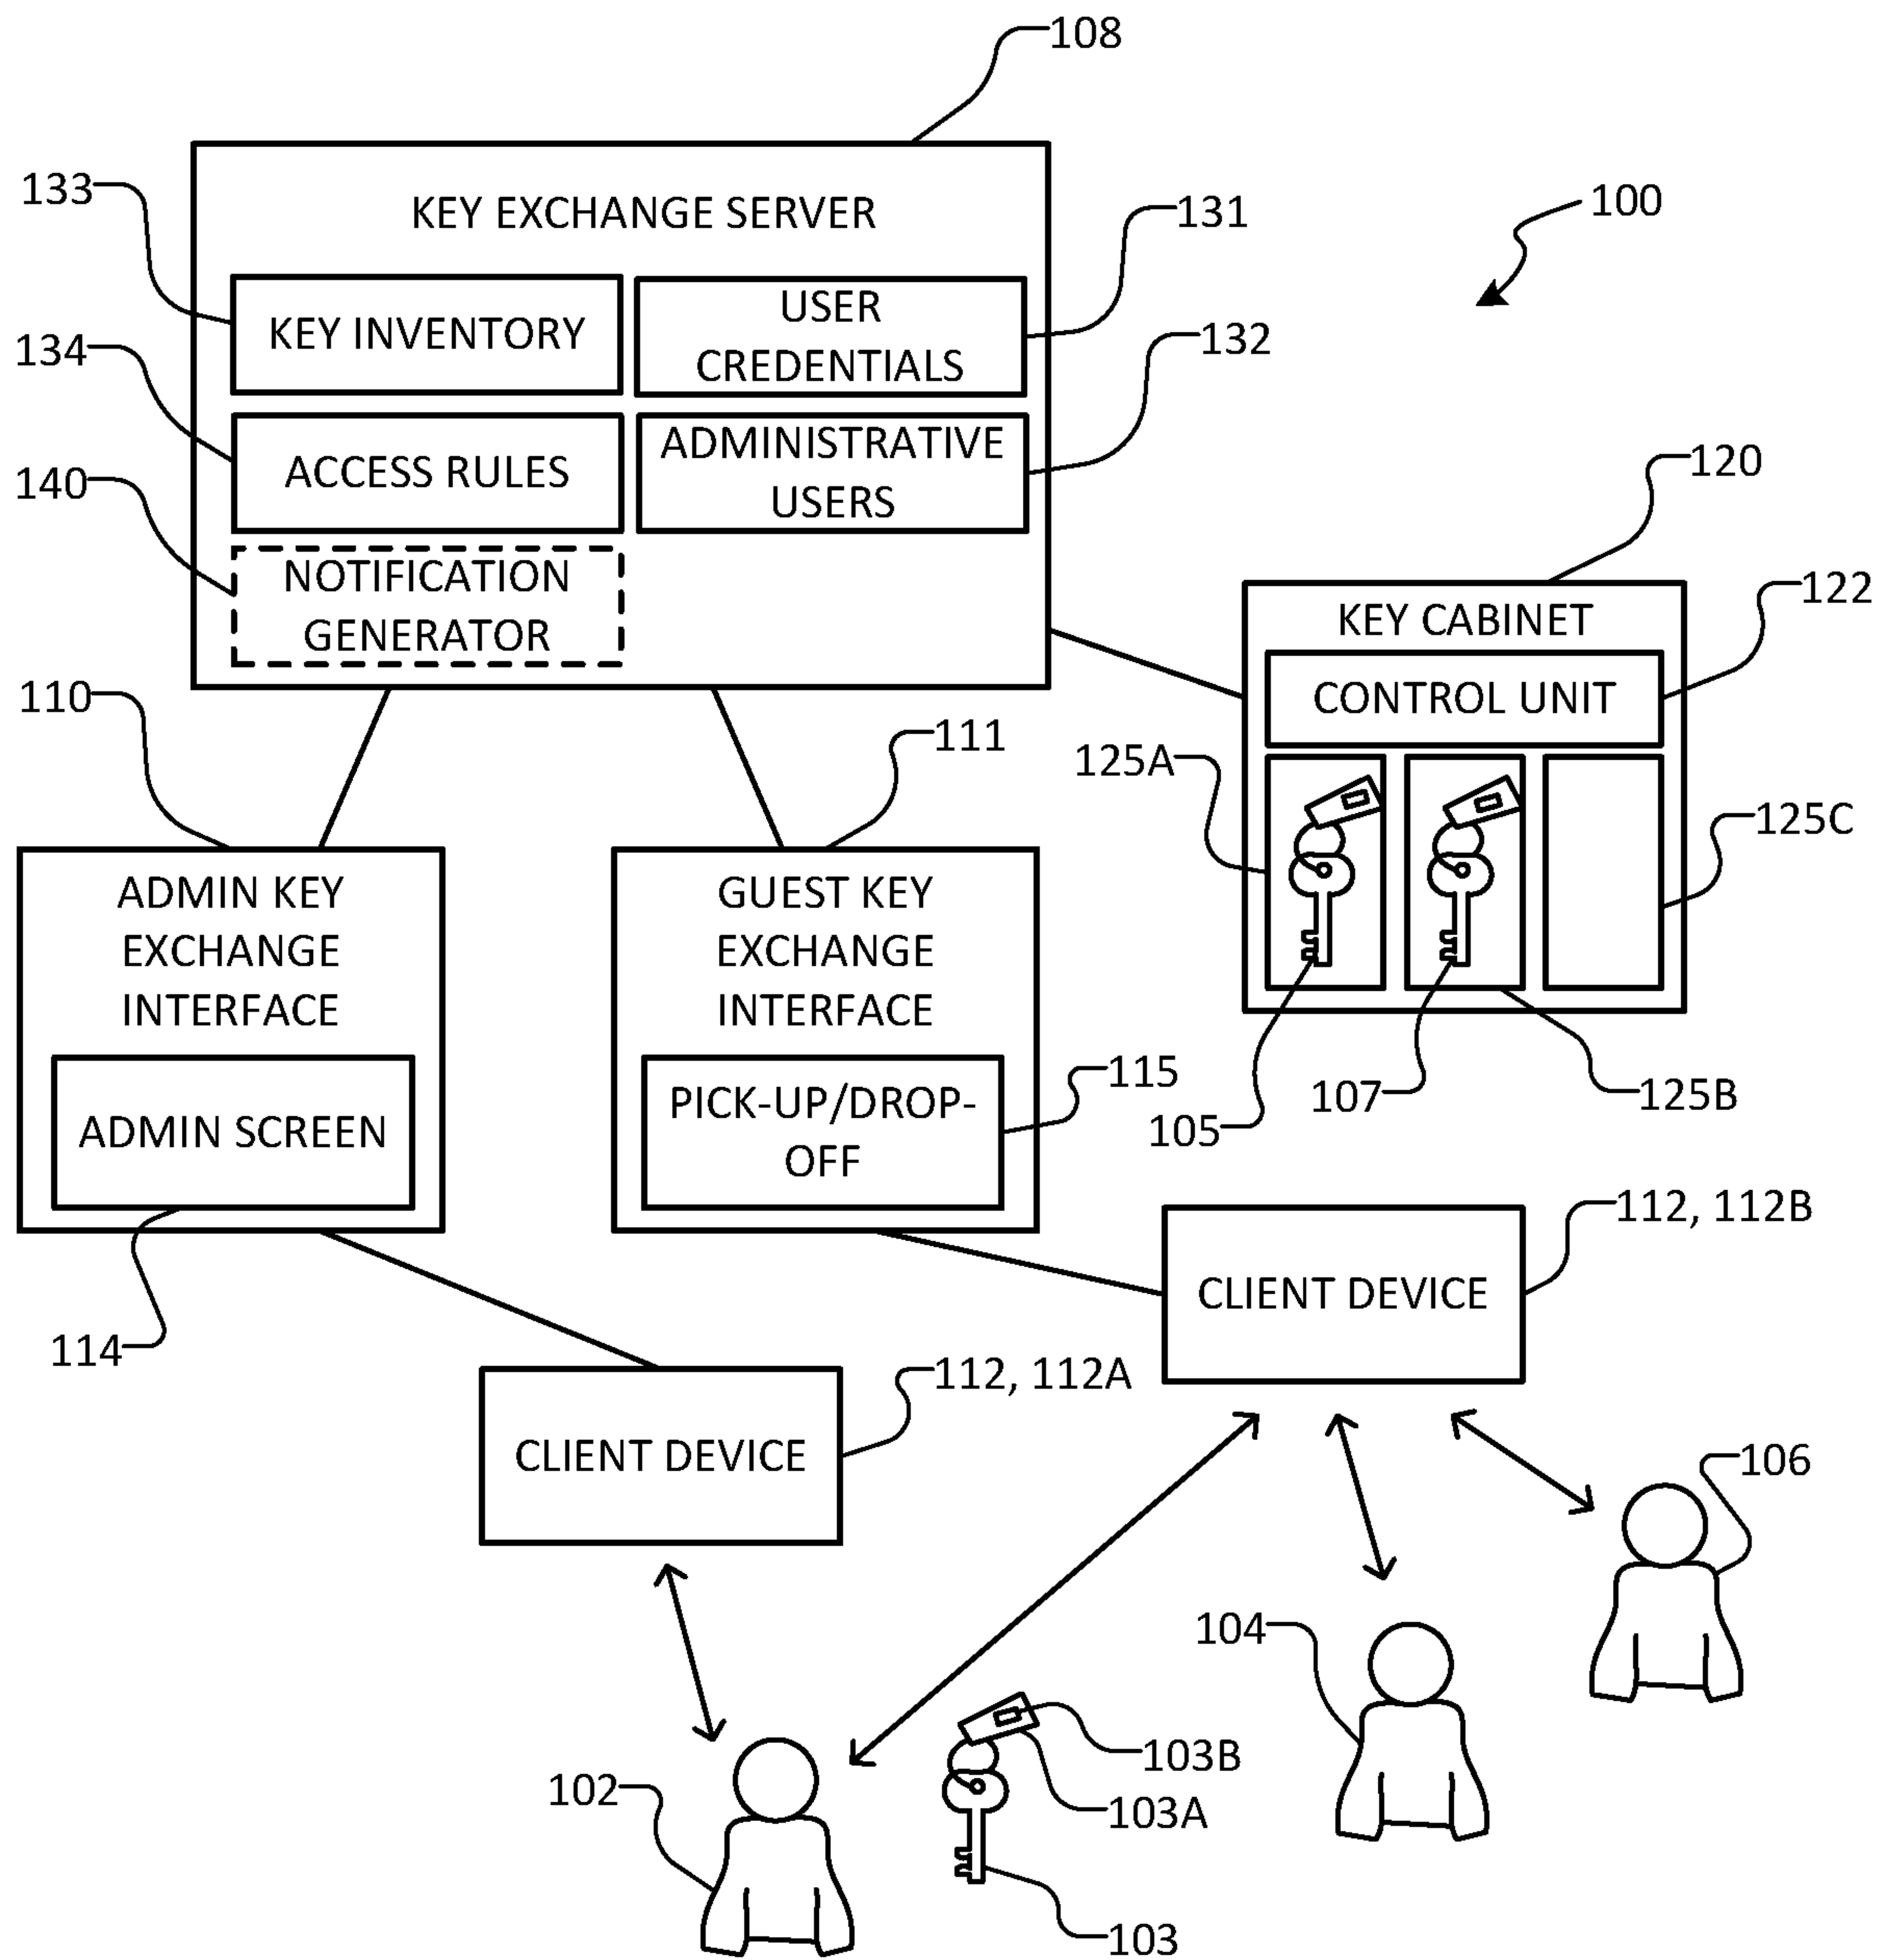 108
KEY EXCHANGE SERVER
133
131
100
KEY INVENTORY
USER
CREDENTIALS
134
132
ACCESS RULES
ADMINISTRATIVE
USERS
140
120
NOTIFICATION
GENERATOR
122
KEY CABINET
CONTROL UNIT
110
111
125A
125C
ADMIN KEY
EXCHANGE
INTERFACE
GUEST KEY
EXCHANGE
INTERFACE
105
107
125B
ADMIN SCREEN
PICK-UP/DROP-
OFF
115
114
112, 112B
CLIENT DEVICE
112, 112A
CLIENT DEVICE
106
104
102
103B
103A
103